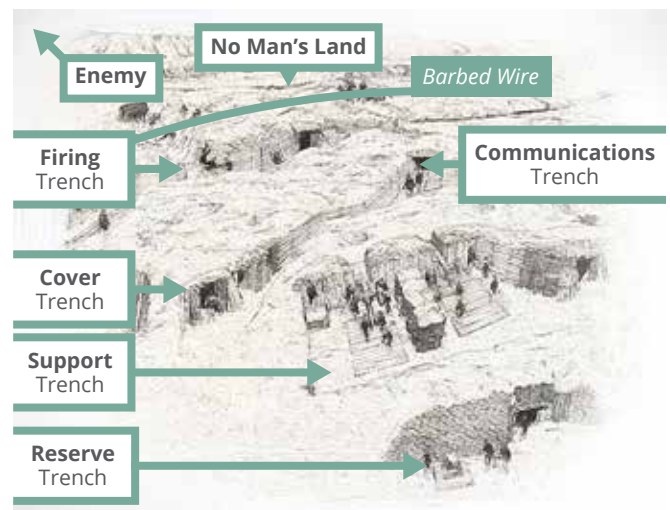 No Man's Land
Enemy
Barbed Wire
Firing
Trench
Communications
Trench
Cover
Trench
Support
Trench
Reserve
Trench